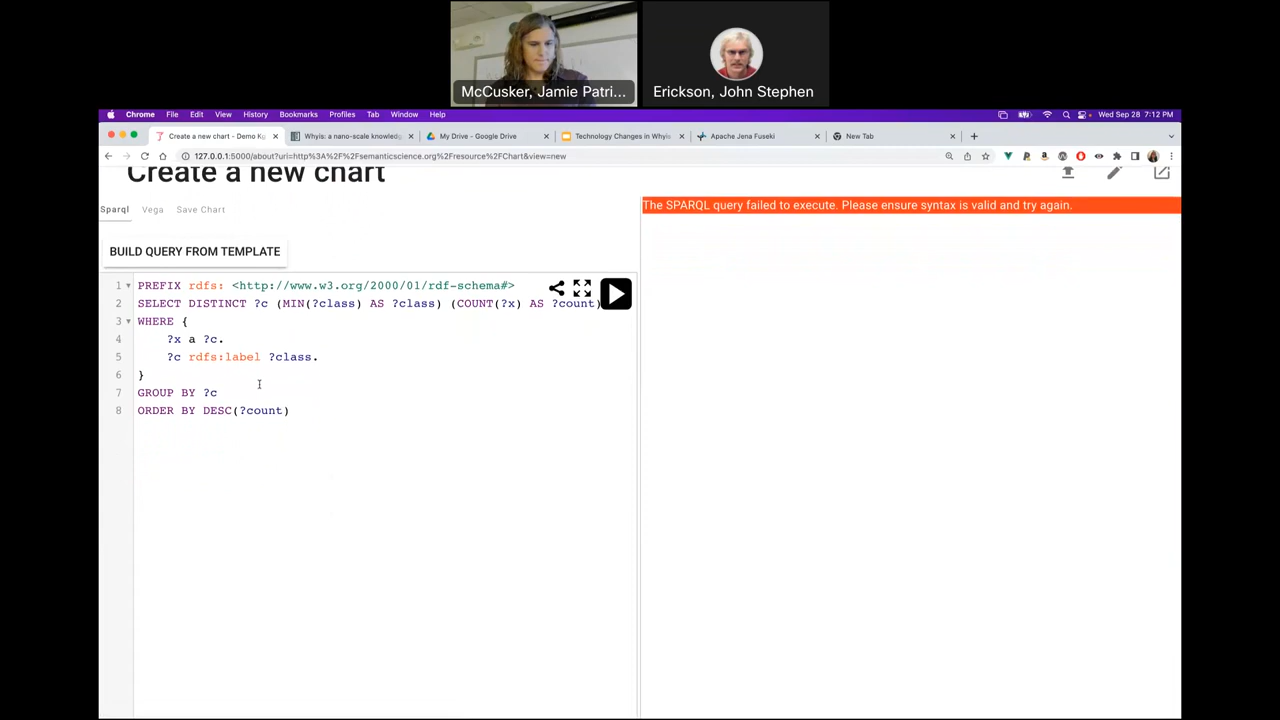 McCusker, Jamie Patri...
Erickson, John Stephen
Chrome File Edit View History Bookmarks Profiles Tab Window Help
Wed Sep 28 7:12 PM
Create a new chart - Demo Kg
Whyis: a nano-scale knowledg
My Drive - Google Drive
Technology Changes in Whyis
Apache Jena Fuseki
New Tab
127.0.0.1:5000/about?uri=http%3A%2F%2Fsemanticscience.org%2Fresource%2FChart&view=new
Create a new chart
Sparql Vega Save Chart
The SPARQL query failed to execute. Please ensure syntax is valid and try again.
BUILD QUERY FROM TEMPLATE
1 PREFIX rdfs: <http://www.w3.org/2000/01/rdf-schema#>
2 SELECT DISTINCT ?c (MIN(?class) AS ?class) (COUNT(?x) AS ?count)
3 WHERE {
4 ?x a ?c.
5 ?c rdfs:label ?class.
6 }
7 GROUP BY ?c
8 ORDER BY DESC(?count)